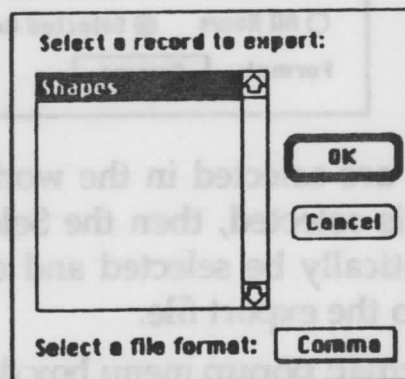 Select a record to export:
Shapes
OK
Cancel
Select a file format: Comma